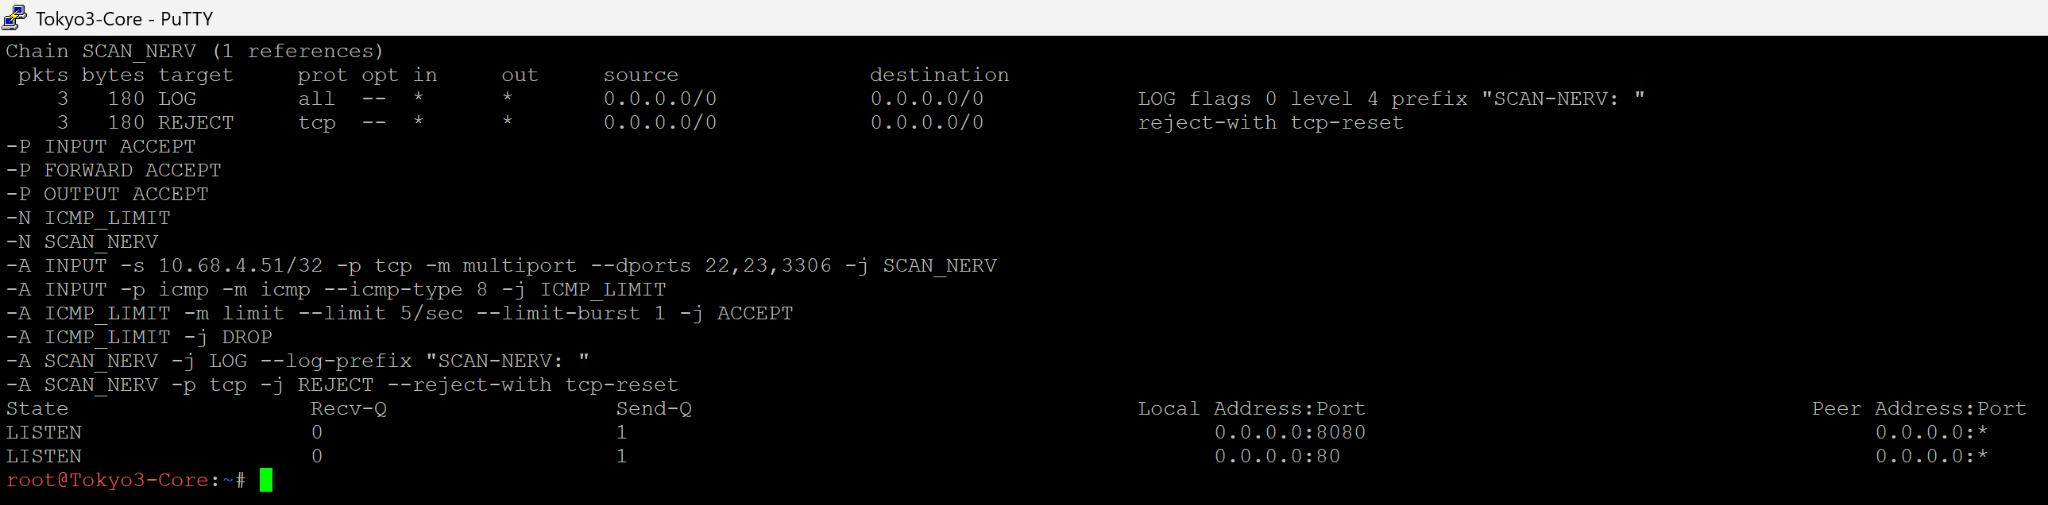 Tokyo3-Core - PuTTY
Chain SCAN_NERV (1 references)
 pkts bytes target     prot opt in     out     source               destination
    3   180 LOG        all  --  *      *       0.0.0.0/0            0.0.0.0/0            LOG flags 0 level 4 prefix "SCAN-NERV: "
    3   180 REJECT     tcp  --  *      *       0.0.0.0/0            0.0.0.0/0            reject-with tcp-reset
-P INPUT ACCEPT
-P FORWARD ACCEPT
-P OUTPUT ACCEPT
-N ICMP_LIMIT
-N SCAN_NERV
-A INPUT -s 10.68.4.51/32 -p tcp -m multiport --dports 22,23,3306 -j SCAN_NERV
-A INPUT -p icmp -m icmp --icmp-type 8 -j ICMP_LIMIT
-A ICMP_LIMIT -m limit --limit 5/sec --limit-burst 1 -j ACCEPT
-A ICMP_LIMIT -j DROP
-A SCAN_NERV -j LOG --log-prefix "SCAN-NERV: "
-A SCAN_NERV -p tcp -j REJECT --reject-with tcp-reset
State                   Recv-Q                  Send-Q                                   Local Address:Port                                   Peer Address:Port
LISTEN                  0                       1                                              0.0.0.0:8080                                        0.0.0.0:*
LISTEN                  0                       1                                              0.0.0.0:80                                          0.0.0.0:*
root@Tokyo3-Core:~#